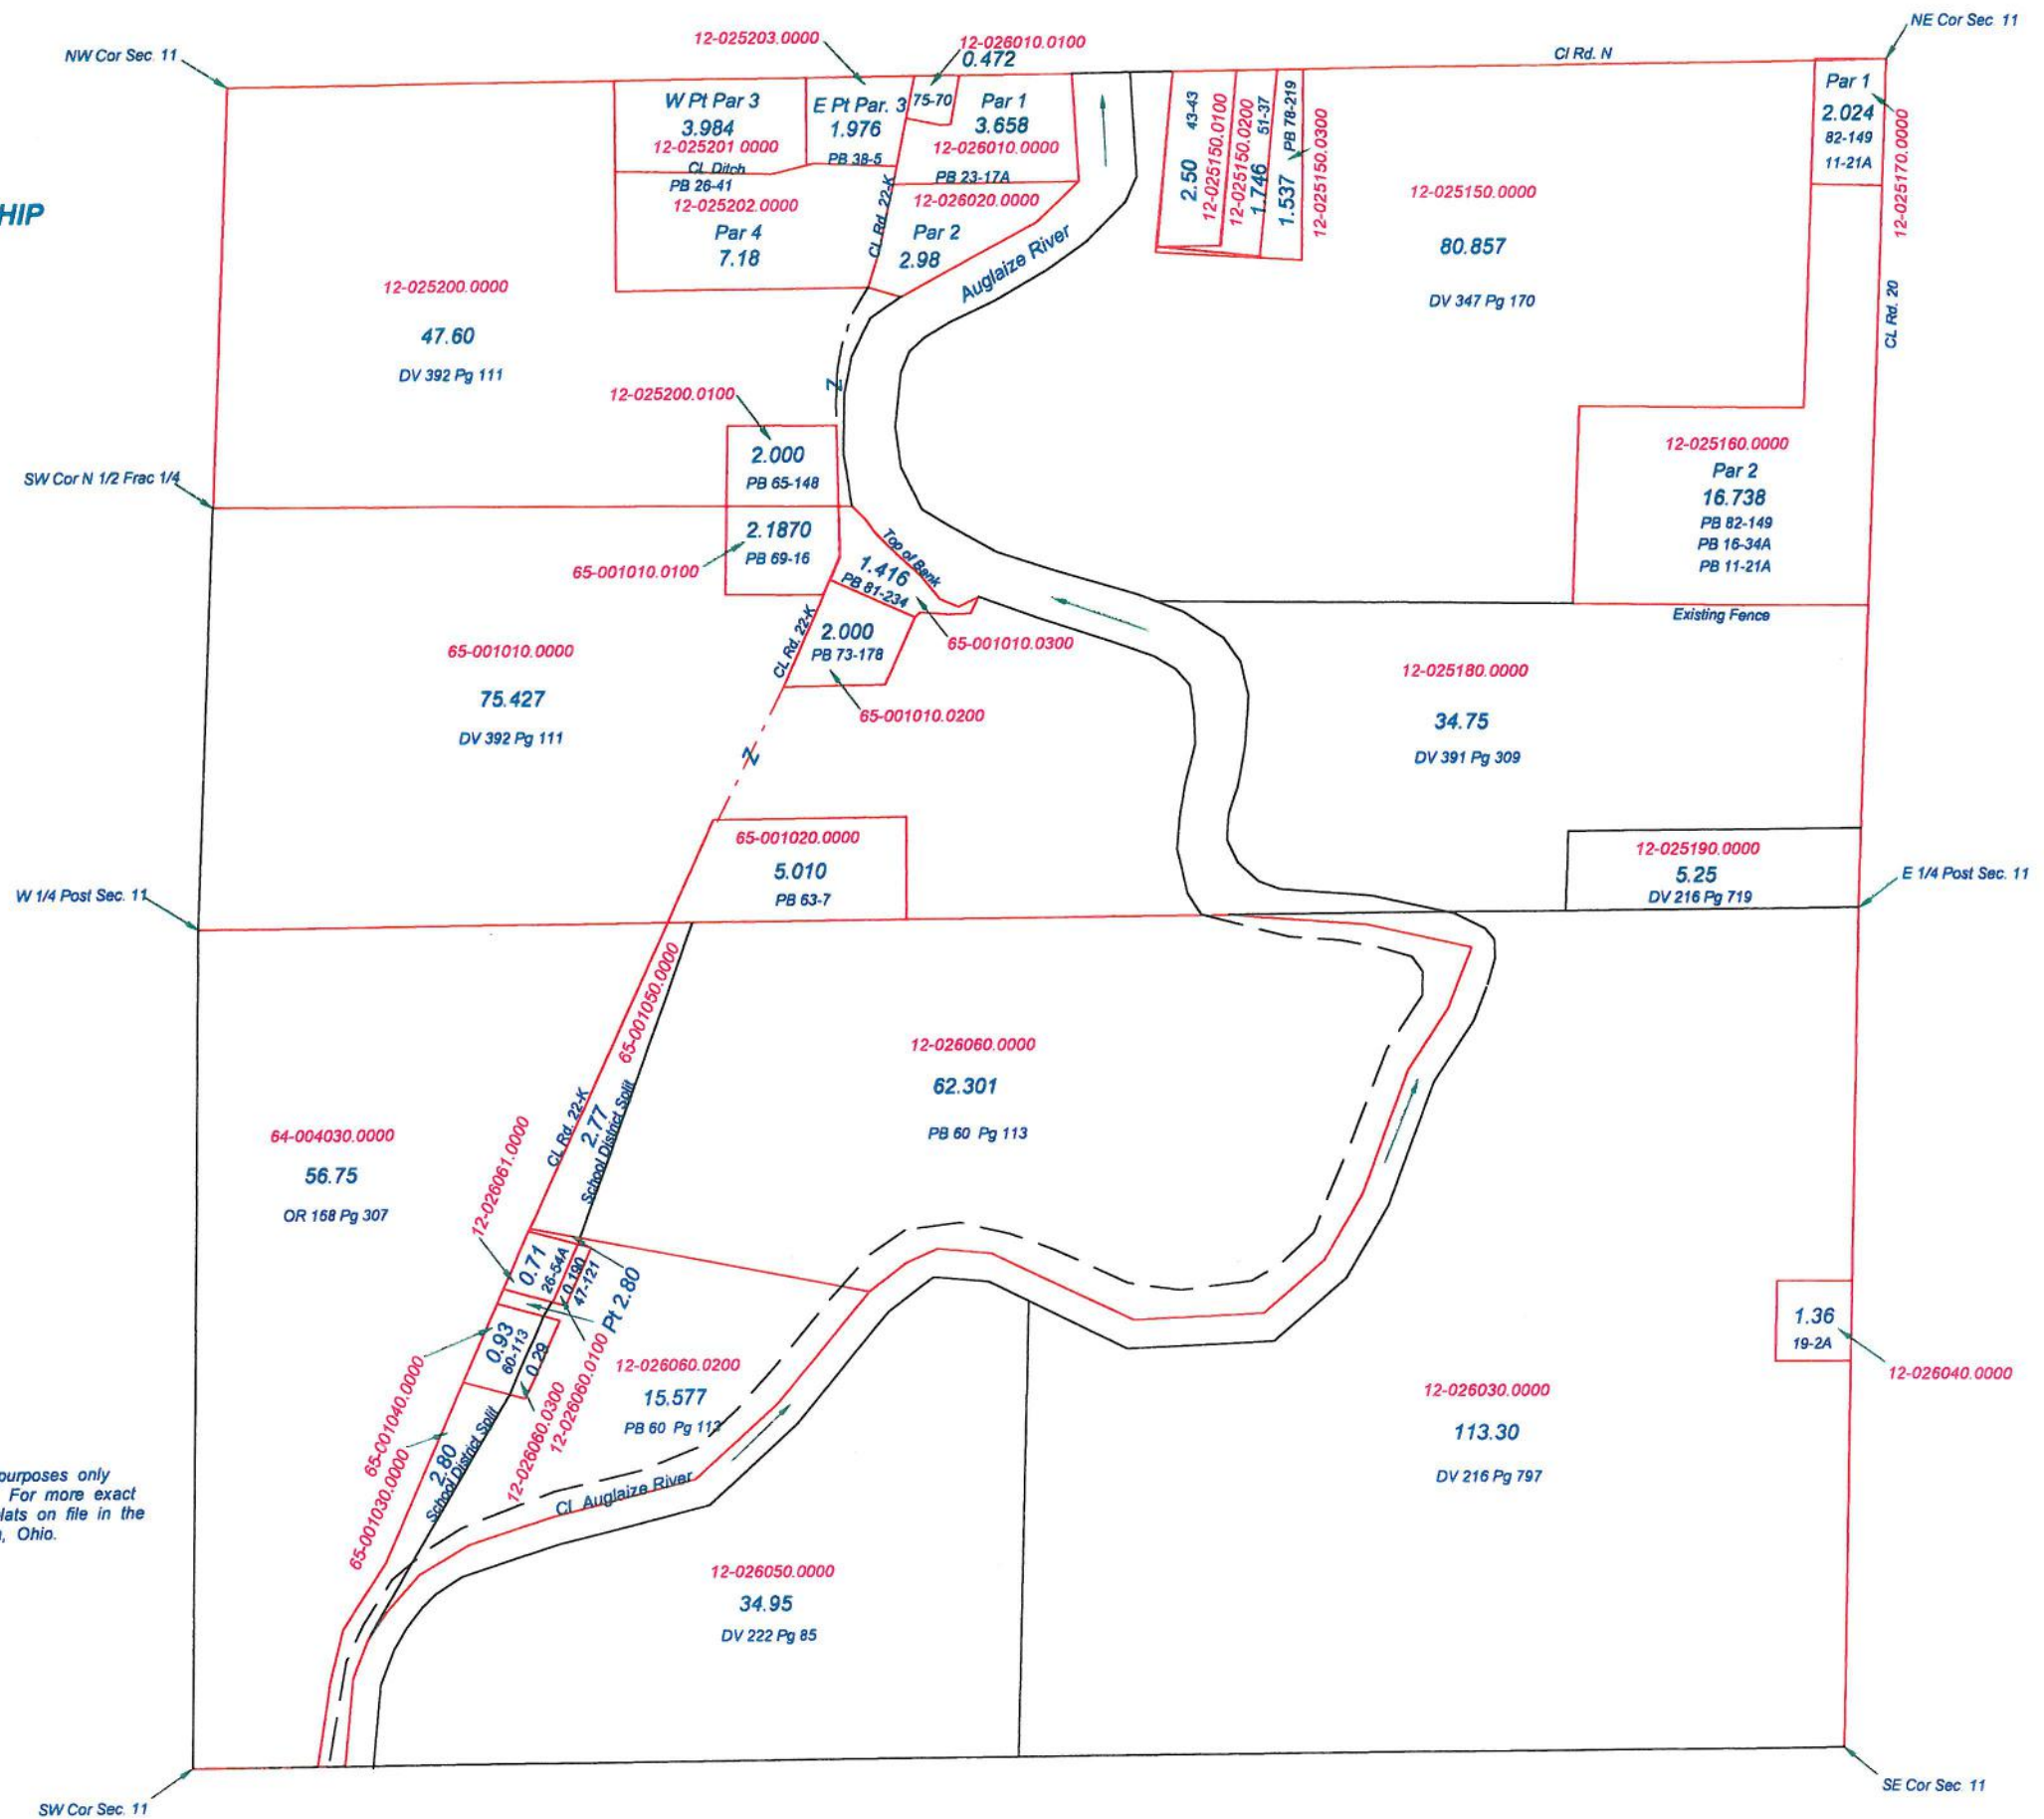 NE Cor Sec. 11
12-025203.0000
12-026010.0100
0.472
Cl Rd. N
NW Cor Sec. 11
W Pt Par 3
3.984
12-025201 0000
CL Ditch
E Pt Par. 3
1.976
PB 38-5
75-70
Par 1
3.658
12-026010.0000
PB 23-17A
PB 26-41
12-025202.0000
Par 4
7.18
CL Rd. 22-K
12-026020.0000
Par 2
2.98
Auglaize River
2.50
43-43
12-025150.0100
12-025150.0200
1.746
51-37
1.537
PB 78-219
12-025150.0300
12-025150.0000
80.857
DV 347 Pg 170
Par 1
2.024
82-149
11-21A
12-025170.0000
CL Rd. 20
HIP
12-025200.0000
47.60
DV 392 Pg 111
Z
12-025200.0100
2.000
PB 65-148
SW Cor N 1/2 Frac 1/4
2.1870
PB 69-16
65-001010.0100
Top of Bank
1.416
PB 81-234
65-001010.0300
CL Rd. 22-K
2.000
PB 73-178
65-001010.0200
12-025160.0000
Par 2
16.738
PB 82-149
PB 16-34A
PB 11-21A
Existing Fence
65-001010.0000
75.427
DV 392 Pg 111
Z
12-025180.0000
34.75
DV 391 Pg 309
65-001020.0000
5.010
PB 63-7
12-025190.0000
5.25
DV 216 Pg 719
E 1/4 Post Sec. 11
W 1/4 Post Sec. 11
65-001050.0000
CL Rd. 22-K
2.77
School District Split
12-026060.0000
62.301
PB 60 Pg 113
64-004030.0000
56.75
OR 168 Pg 307
12-026061.0000
0.71
26-54A
0.190
47-121
Pt 2.80
0.93
60-113
0.29
65-001040.0000
65-001030.0000
2.80
School District Split
12-026060.0300
12-026060.0100
12-026060.0200
15.577
PB 60 Pg 113
Cl Auglaize River
1.36
19-2A
12-026040.0000
12-026030.0000
113.30
DV 216 Pg 797
purposes only
For more exact
lats on file in the
, Ohio.
12-026050.0000
34.95
DV 222 Pg 85
SW Cor Sec. 11
SE Cor Sec. 11